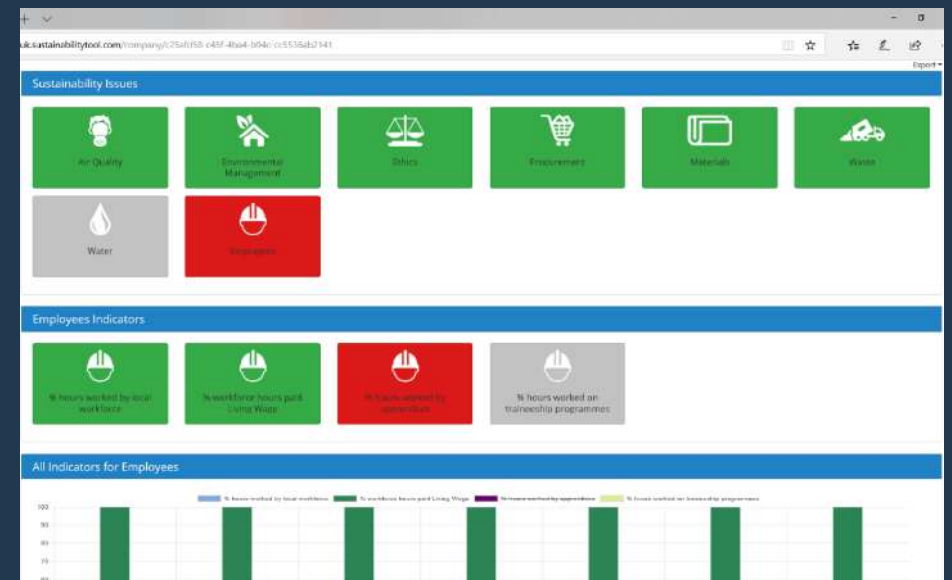 uk.sustainabilitytool.com/company/
Export
Sustainability Issues
Air Quality
Environmental
Management
Ethics
Procurement
Materials
Waste
Water
Employees
Employees Indicators
% hours worked by local
workforce
% workforce hours paid
Living Wage
% hours worked by
apprentices
% hours worked on
traineeship programmes
All Indicators for Employees
% hours worked by local workforce
% workforce hours paid Living Wage
% hours worked by apprentices
% hours worked on traineeship programmes
100
90
80
70
60